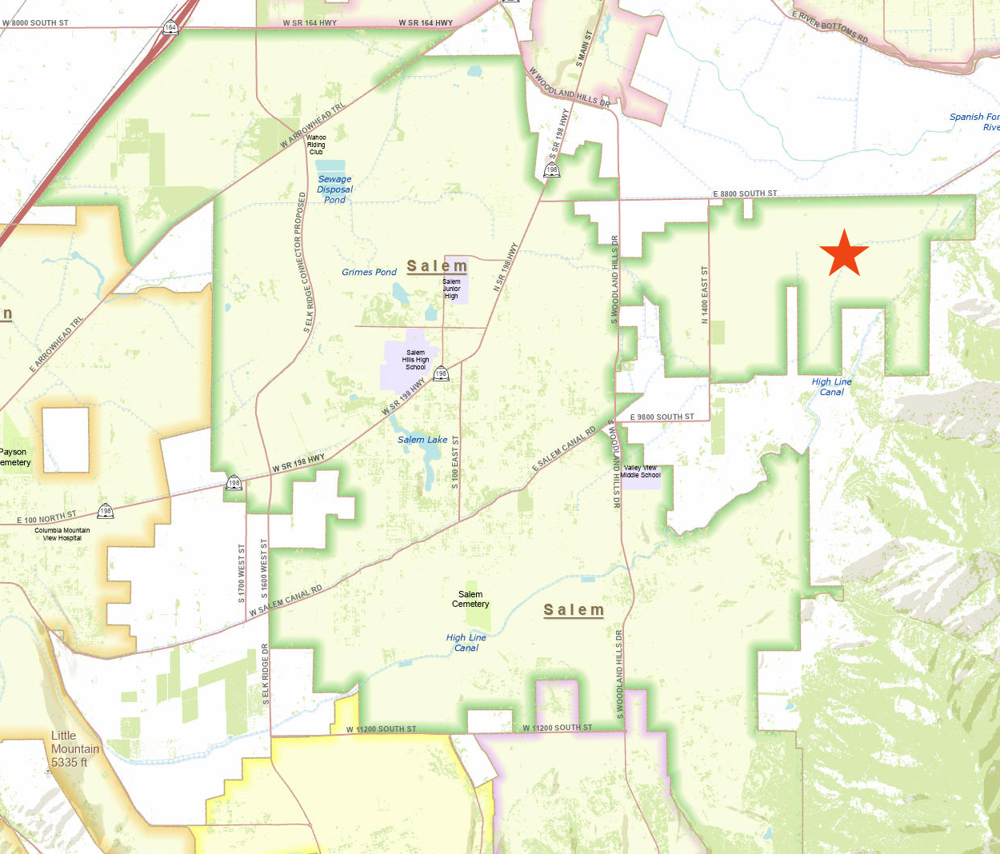 W 8000 SOUTH ST
164
W SR 164 HWY
W SR 164 HWY
S MAIN ST
E RIVER BOTTOMS RD
W WOODLAND HILLS DR
W ARROWHEAD TRL
Wahoo
Riding
Club
S SR 198 HWY
198
Spanish For
Rive
Sewage
Disposal
Pond
E 8800 SOUTH ST
S ELK RIDGE CONNECTOR PROPOSED
N SR 198 HWY
S WOODLAND HILLS DR
N 1400 EAST ST
Grimes Pond
Salem
Salem
Junior
High
n
E ARROWHEAD TRL
Salem
Hills High
School
198
W SR 198 HWY
High Line
Canal
E 9800 SOUTH ST
Salem Lake
S 100 EAST ST
E SALEM CANAL RD
S WOODLAND HILLS DR
Valley View
Middle School
Payson
emetery
W SR 198 HWY
198
198
E 100 NORTH ST
Columbia Mountain
View Hospital
S 1700 WEST ST
S 1600 WEST ST
W SALEM CANAL RD
Salem
Cemetery
Salem
High Line
Canal
S ELK RIDGE DR
S WOODLAND HILLS DR
W 11200 SOUTH ST
W 11200 SOUTH ST
Little
Mountain
5335 ft